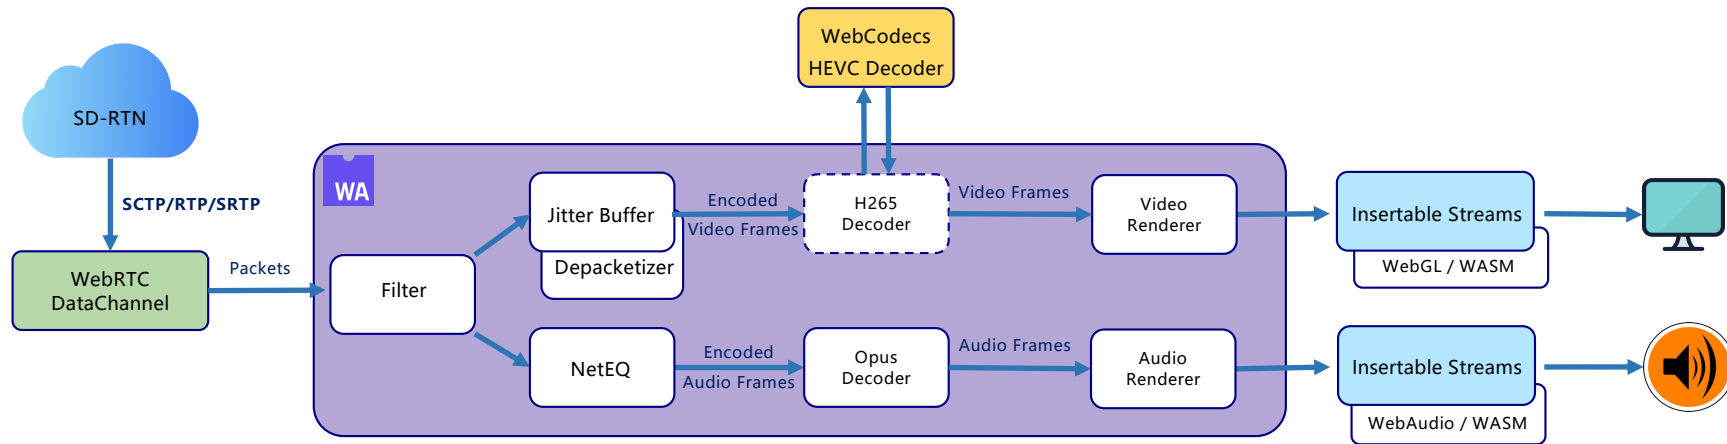 WebCodecs
HEVC Decoder
SD-RTN
SCTP/RTP/SRTP
WebRTC
DataChannel
Packets
WA
Filter
Jitter Buffer
Depacketizer
Encoded
Video Frames
H265
Decoder
Video Frames
Video
Renderer
Insertable Streams
WebGL / WASM
NetEQ
Encoded
Audio Frames
Opus
Decoder
Audio Frames
Audio
Renderer
Insertable Streams
WebAudio / WASM